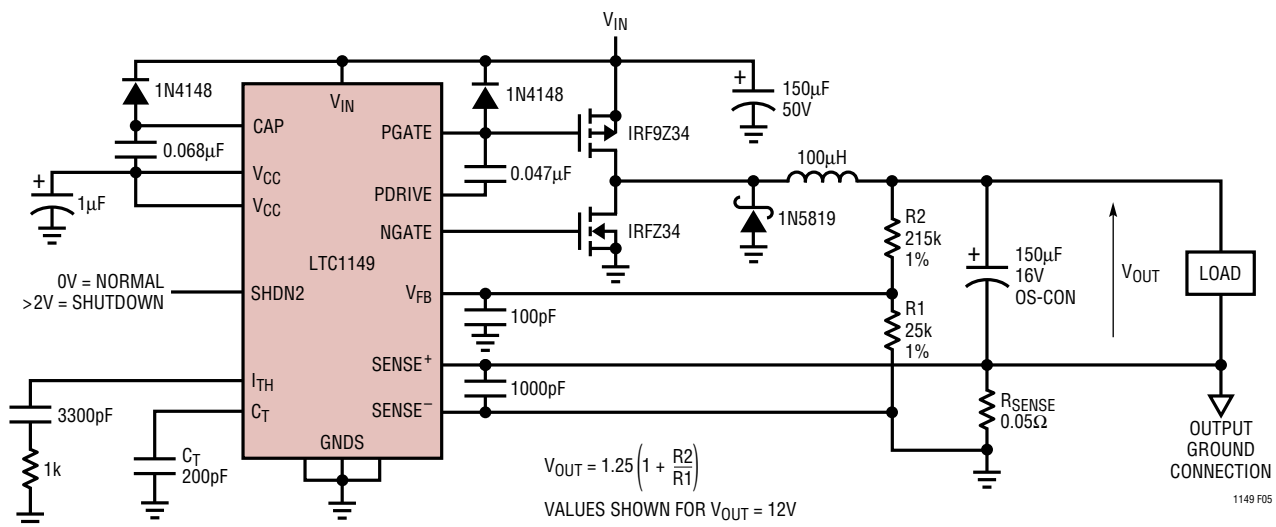 V_IN
1N4148
V_IN
1N4148
150µF
50V
CAP
PGATE
IRF9Z34
0.068µF
100µH
V_CC
0.047µF
1µF
V_CC
PDRIVE
1N5819
R2
215k
1%
NGATE
IRFZ34
LTC1149
150µF
16V
OS-CON
V_OUT
LOAD
0V = NORMAL
>2V = SHUTDOWN
SHDN2
V_FB
100pF
R1
25k
1%
SENSE+
1000pF
I_TH
3300pF
C_T
SENSE−
R_SENSE
0.05Ω
OUTPUT
GROUND
CONNECTION
GNDS
1k
C_T
200pF
V_OUT = 1.25 (1 + R2/R1)
VALUES SHOWN FOR V_OUT = 12V
1149 F05
+
+
+